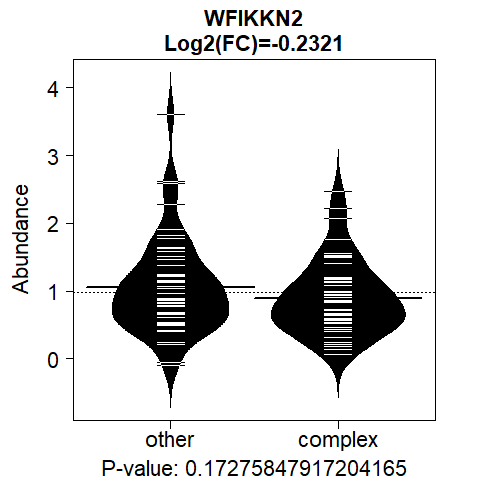 WFIKKN2
Log2(FC)=-0.2321
4
3
2
1
0
Abundance
other complex
P-value: 0.17275847917204165